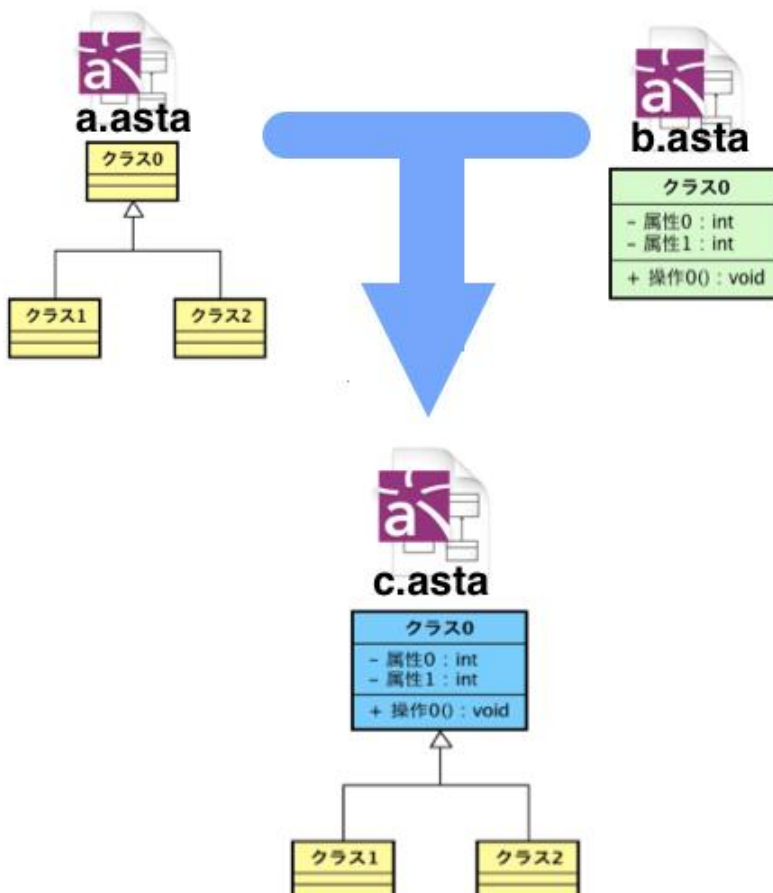 a
a.asta
クラス0
クラス1
クラス2
a
b.asta
クラス0
- 属性0 : int
- 属性1 : int
+ 操作0() : void
a
c.asta
クラス0
- 属性0 : int
- 属性1 : int
+ 操作0() : void
クラス1
クラス2